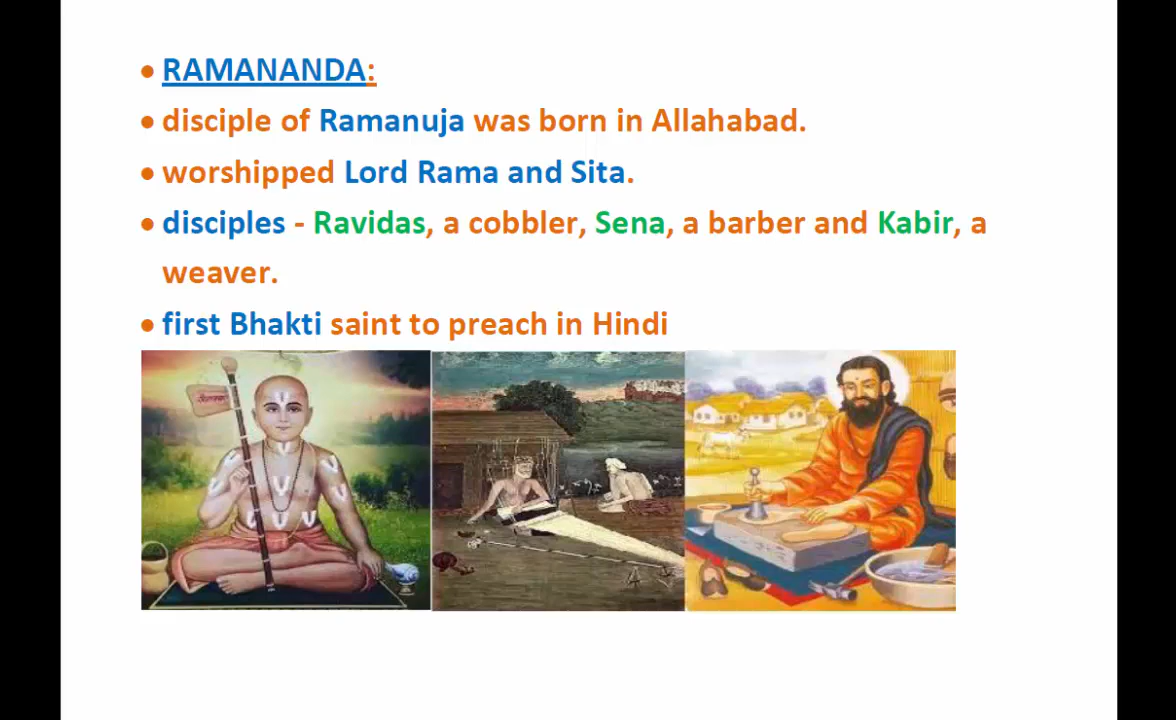 • RAMANANDA:
• disciple of Ramanuja was born in Allahabad.
• worshipped Lord Rama and Sita.
• disciples - Ravidas, a cobbler, Sena, a barber and Kabir, a
weaver.
• first Bhakti saint to preach in Hindi